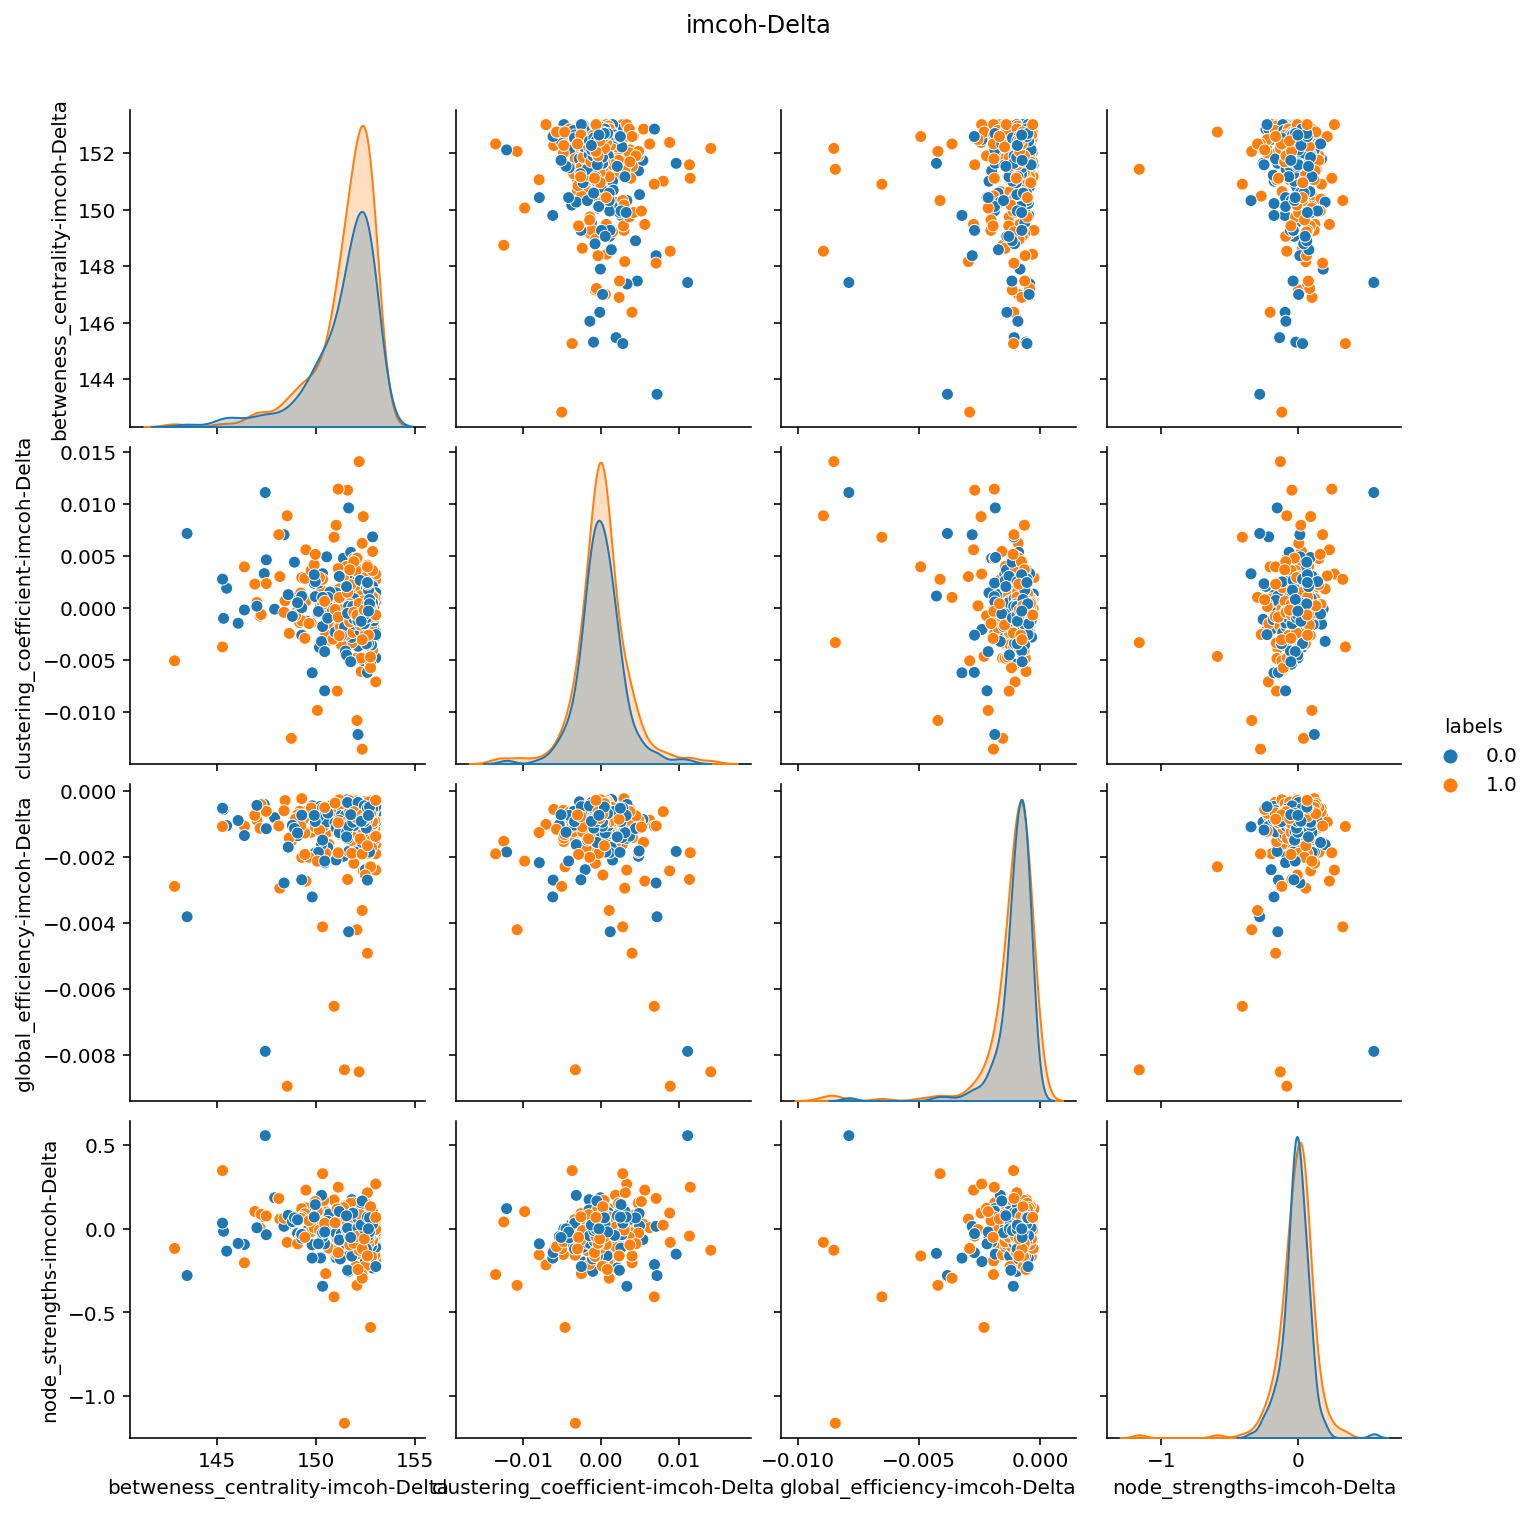 imcoh-Delta
betweness_centrality-imcoh-Delta
152
150
148
146
144
clustering_coefficient-imcoh-Delta
0.015
0.010
0.005
0.000
−0.005
−0.010
labels
0.0
1.0
global_efficiency-imcoh-Delta
0.000
−0.002
−0.004
−0.006
−0.008
node_strengths-imcoh-Delta
0.5
0.0
−0.5
−1.0
145 150 155 −0.01 0.00 0.01 −0.010 −0.005 0.000 −1 0
betweness_centrality-imcoh-Delta clustering_coefficient-imcoh-Delta global_efficiency-imcoh-Delta node_strengths-imcoh-Delta